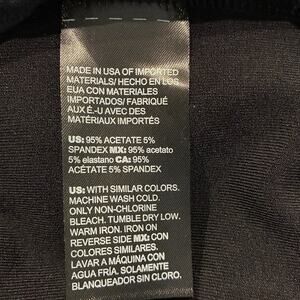 MADE IN USA OF IMPORTED
MATERIALS/ HECHO EN LOS
EUA CON MATERIALES
IMPORTADOS/ FABRIQUÉ
AUX É.-U AVEC DES
MATÉRIAUX IMPORTÉS
US: 95% ACETATE 5%
SPANDEX MX: 95% acetato
5% elastano CA: 95%
ACÉTATE 5% SPANDEX
US: WITH SIMILAR COLORS.
MACHINE WASH COLD.
ONLY NON-CHLORINE
BLEACH. TUMBLE DRY LOW.
WARM IRON. IRON ON
REVERSE SIDE MX: CON
COLORES SIMILARES.
LAVAR A MÁQUINA CON
AGUA FRÍA. SOLAMENTE
BLANQUEAR SIN CLORO.